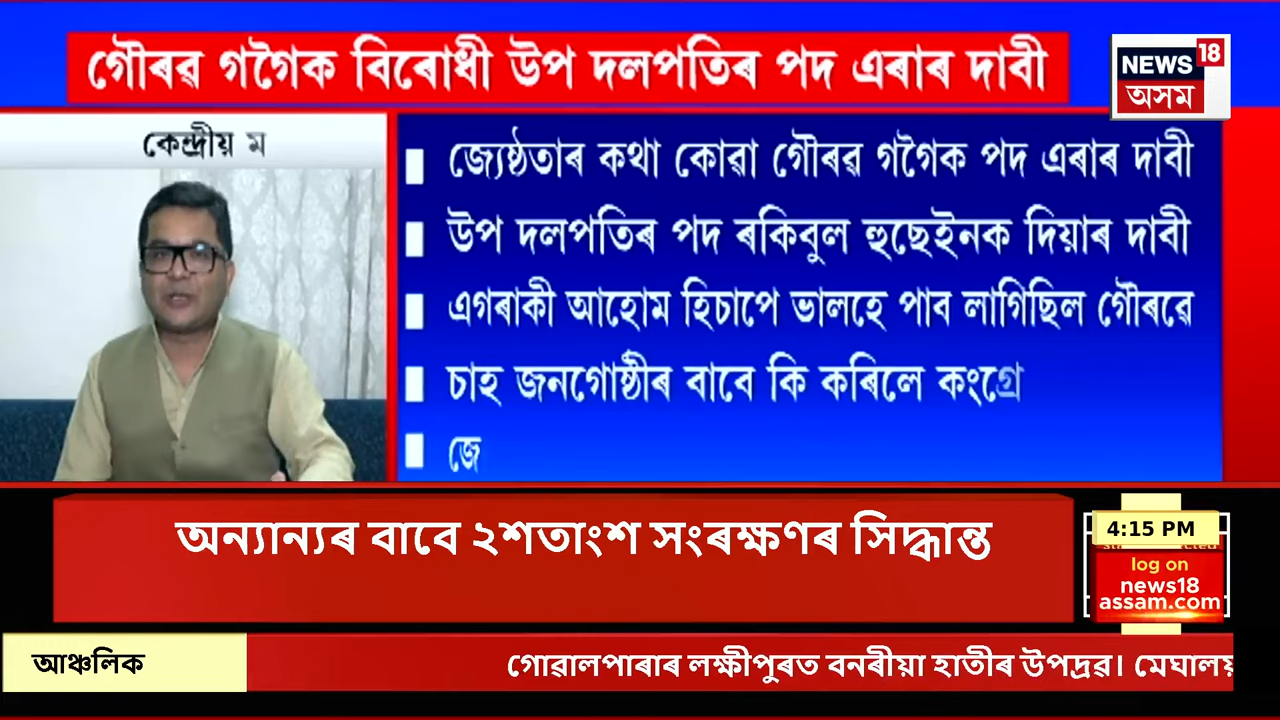 গৌৰৱ গগৈক বিৰোধী উপ দলপতিৰ পদ এৰাৰ দাবী
NEWS 18
অসম
কেন্দ্ৰীয় ম
জ্যেষ্ঠতাৰ কথা কোৱা গৌৰৱ গগৈক পদ এৰাৰ দাবী
উপ দলপতিৰ পদ ৰকিবুল হুছেইনক দিয়াৰ দাবী
এগৰাকী আহোম হিচাপে ভালহে পাব লাগিছিল গৌৰৱে
চাহ জনগোষ্ঠীৰ বাবে কি কৰিলে কংগ্ৰে
জে
অন্যান্যৰ বাবে ২শতাংশ সংৰক্ষণৰ সিদ্ধান্ত
4:15 PM
log on
news18
assam.com
আঞ্চলিক
গোৱালপাৰাৰ লক্ষীপুৰত বনৰীয়া হাতীৰ উপদ্ৰৱ। মেঘালয়